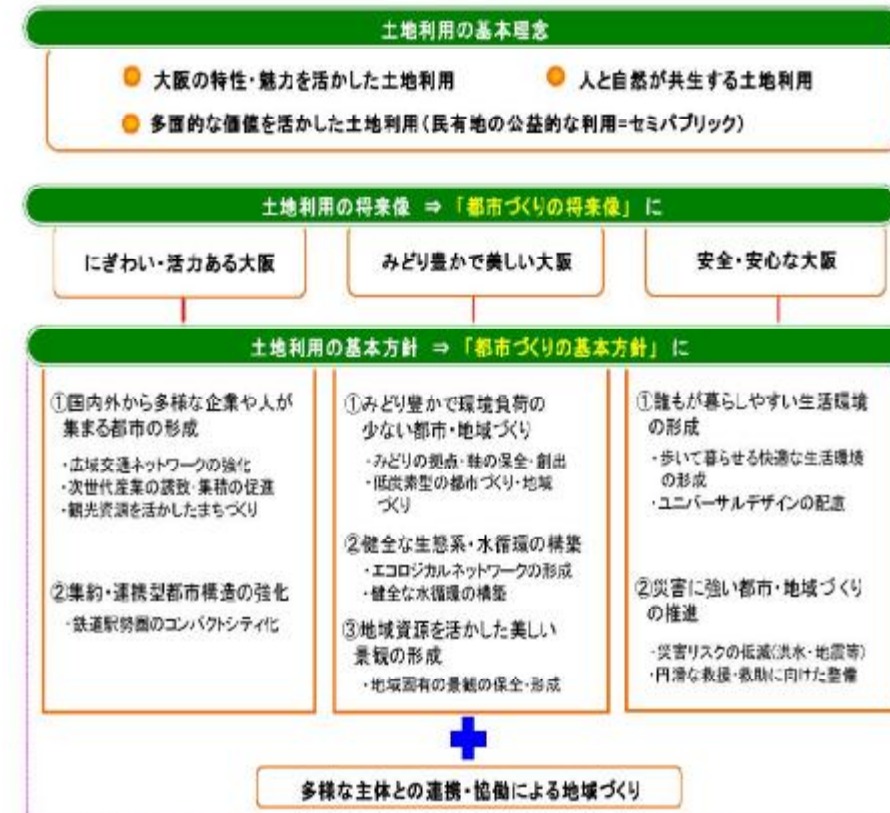 土地利用の基本理念
大阪の特性・魅力を活かした土地利用
人と自然が共生する土地利用
多面的な価値を活かした土地利用(民有地の公益的な利用=セミパブリック)
土地利用の将来像 ⇒ 「都市づくりの将来像」 に
にぎわい・活力ある大阪
みどり豊かで美しい大阪
安全・安心な大阪
土地利用の基本方針 ⇒ 「都市づくりの基本方針」 に
①国内外から多様な企業や人が
集まる都市の形成
・広域交通ネットワークの強化
・次世代産業の誘致・集積の促進
・観光資源を活かしたまちづくり
②集約・連携型都市構造の強化
・鉄道駅勢圏のコンパクトシティ化
①みどり豊かで環境負荷の
少ない都市・地域づくり
・みどりの拠点・軸の保全・創出
・低炭素型の都市づくり・地域
づくり
②健全な生態系・水循環の構築
・エコロジカルネットワークの形成
・健全な水循環の構築
③地域資源を活かした美しい
景観の形成
・地域固有の景観の保全・形成
①誰もが暮らしやすい生活環境
の形成
・歩いて暮らせる快適な生活環境
の形成
・ユニバーサルデザインの配慮
②災害に強い都市・地域づくり
の推進
・災害リスクの低減(洪水・地震等)
・円滑な救援・救助に向けた整備
多様な主体との連携・協働による地域づくり